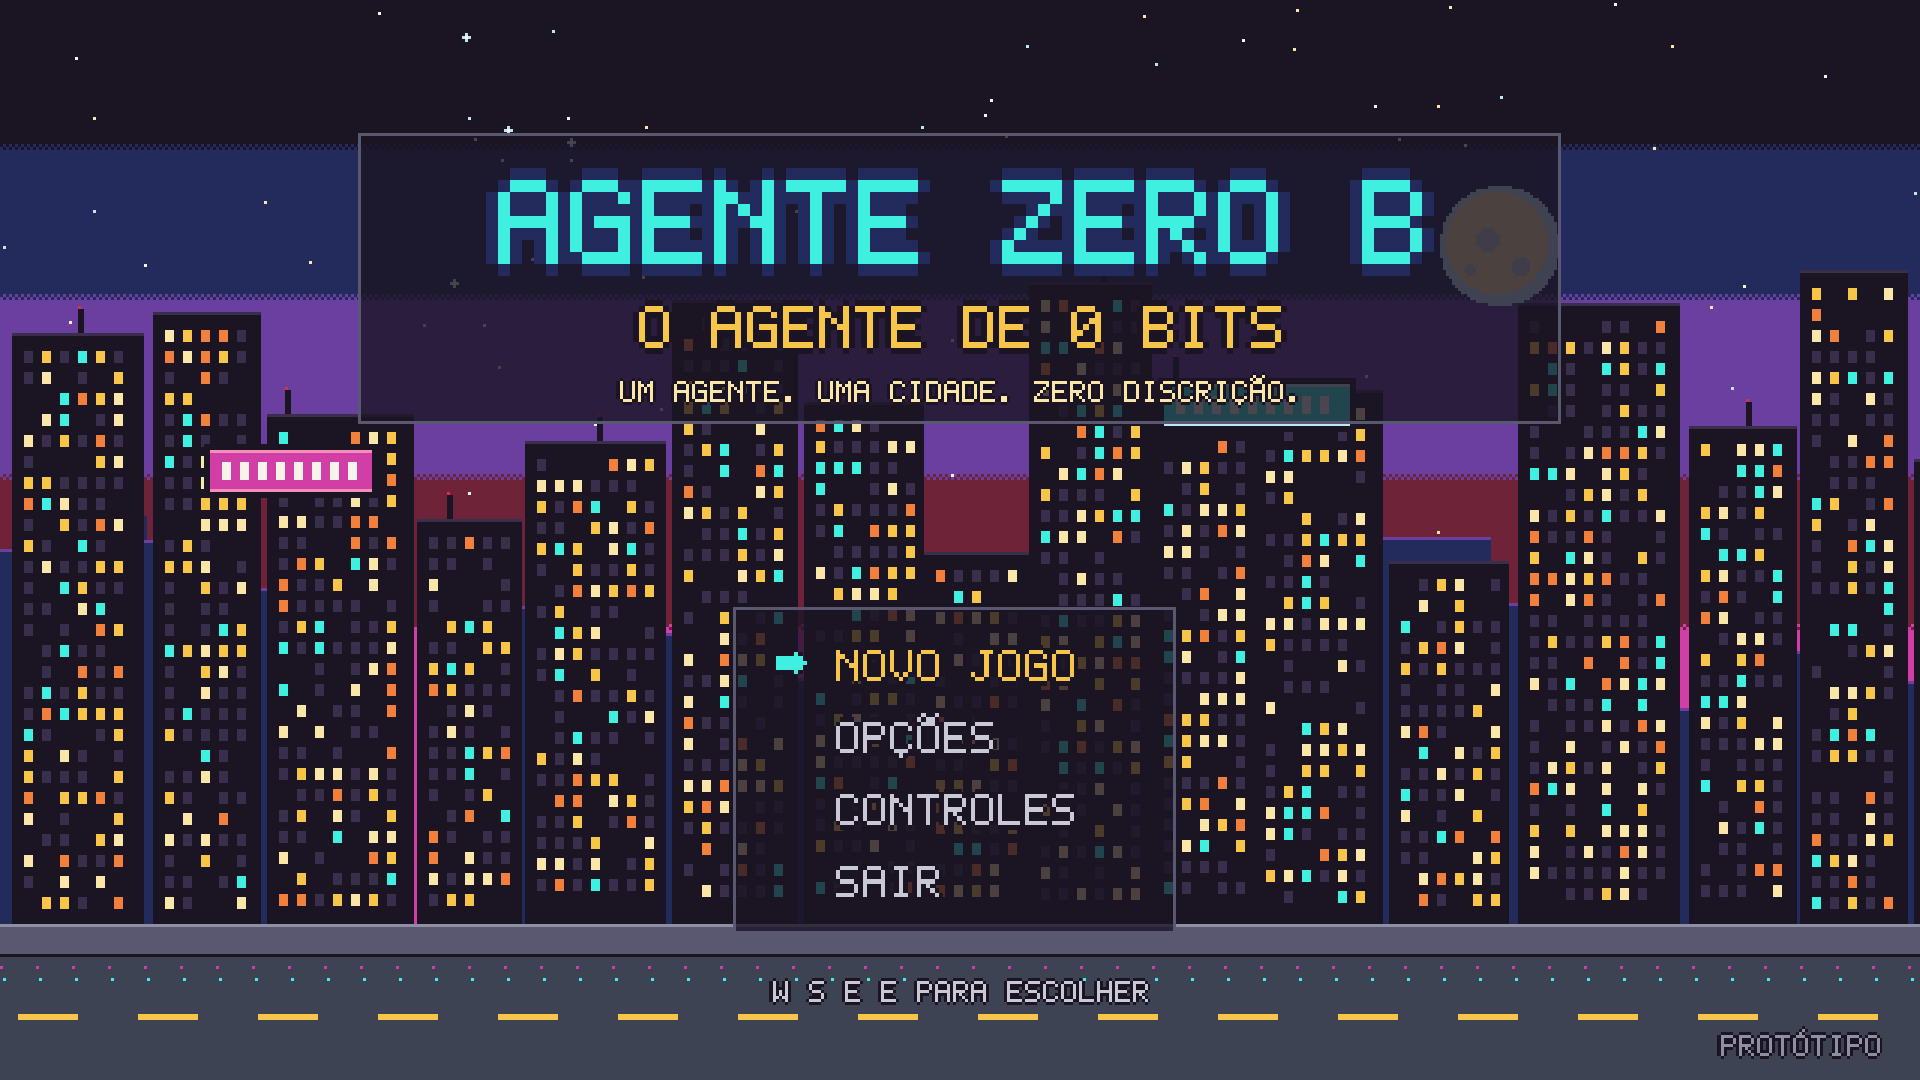 AGENTE ZERO B
O AGENTE DE 0 BITS
UM AGENTE. UMA CIDADE. ZERO DISCRIÇÃO.
NOVO JOGO
OPÇÕES
CONTROLES
SAIR
W S E E PARA ESCOLHER
PROTÓTIPO